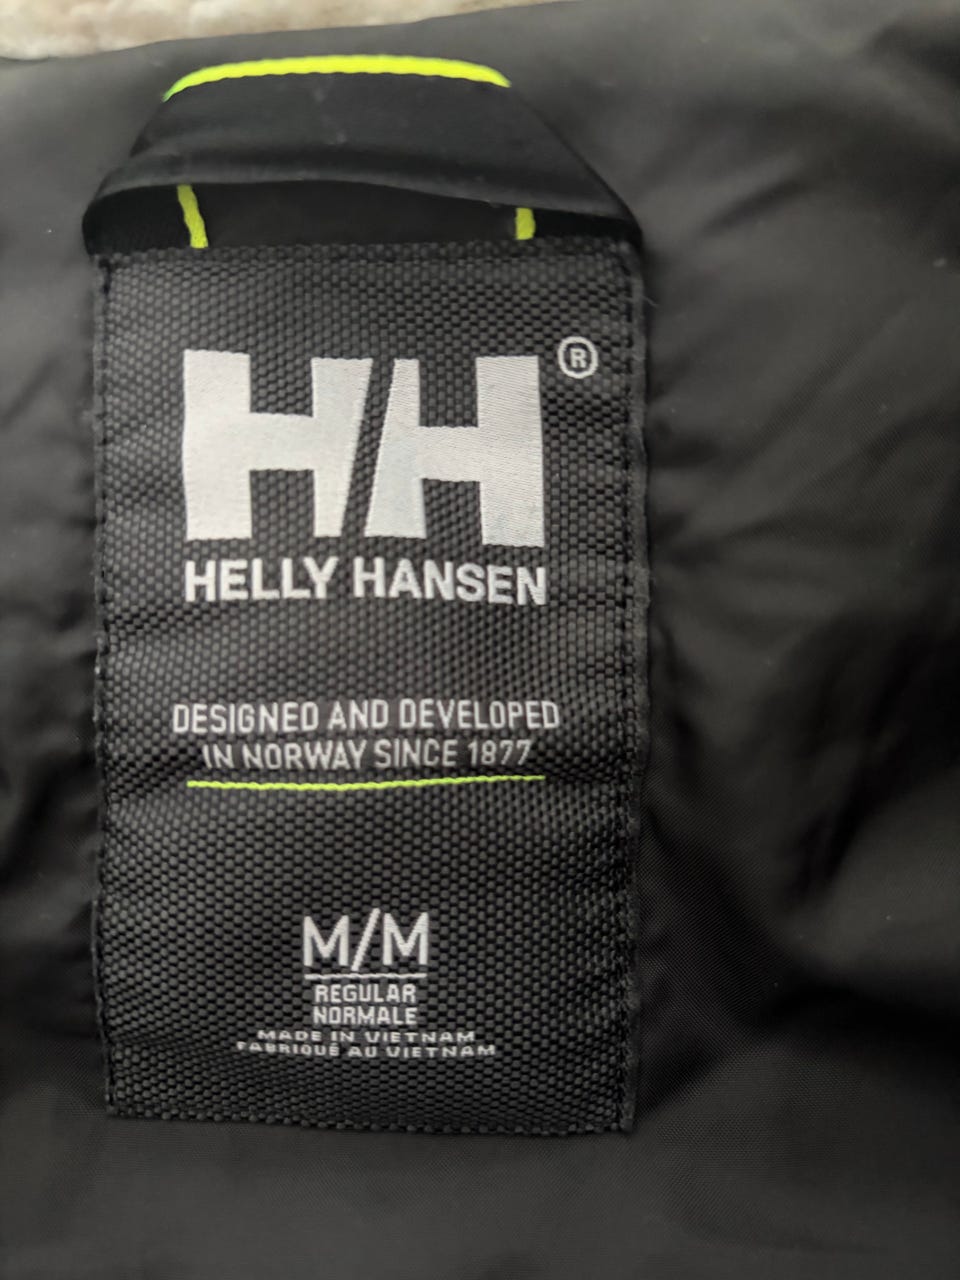 HH ®
HELLY HANSEN
DESIGNED AND DEVELOPED
IN NORWAY SINCE 1877
M/M
REGULAR
NORMALE
MADE IN VIETNAM
FABRIQUÉ AU VIETNAM